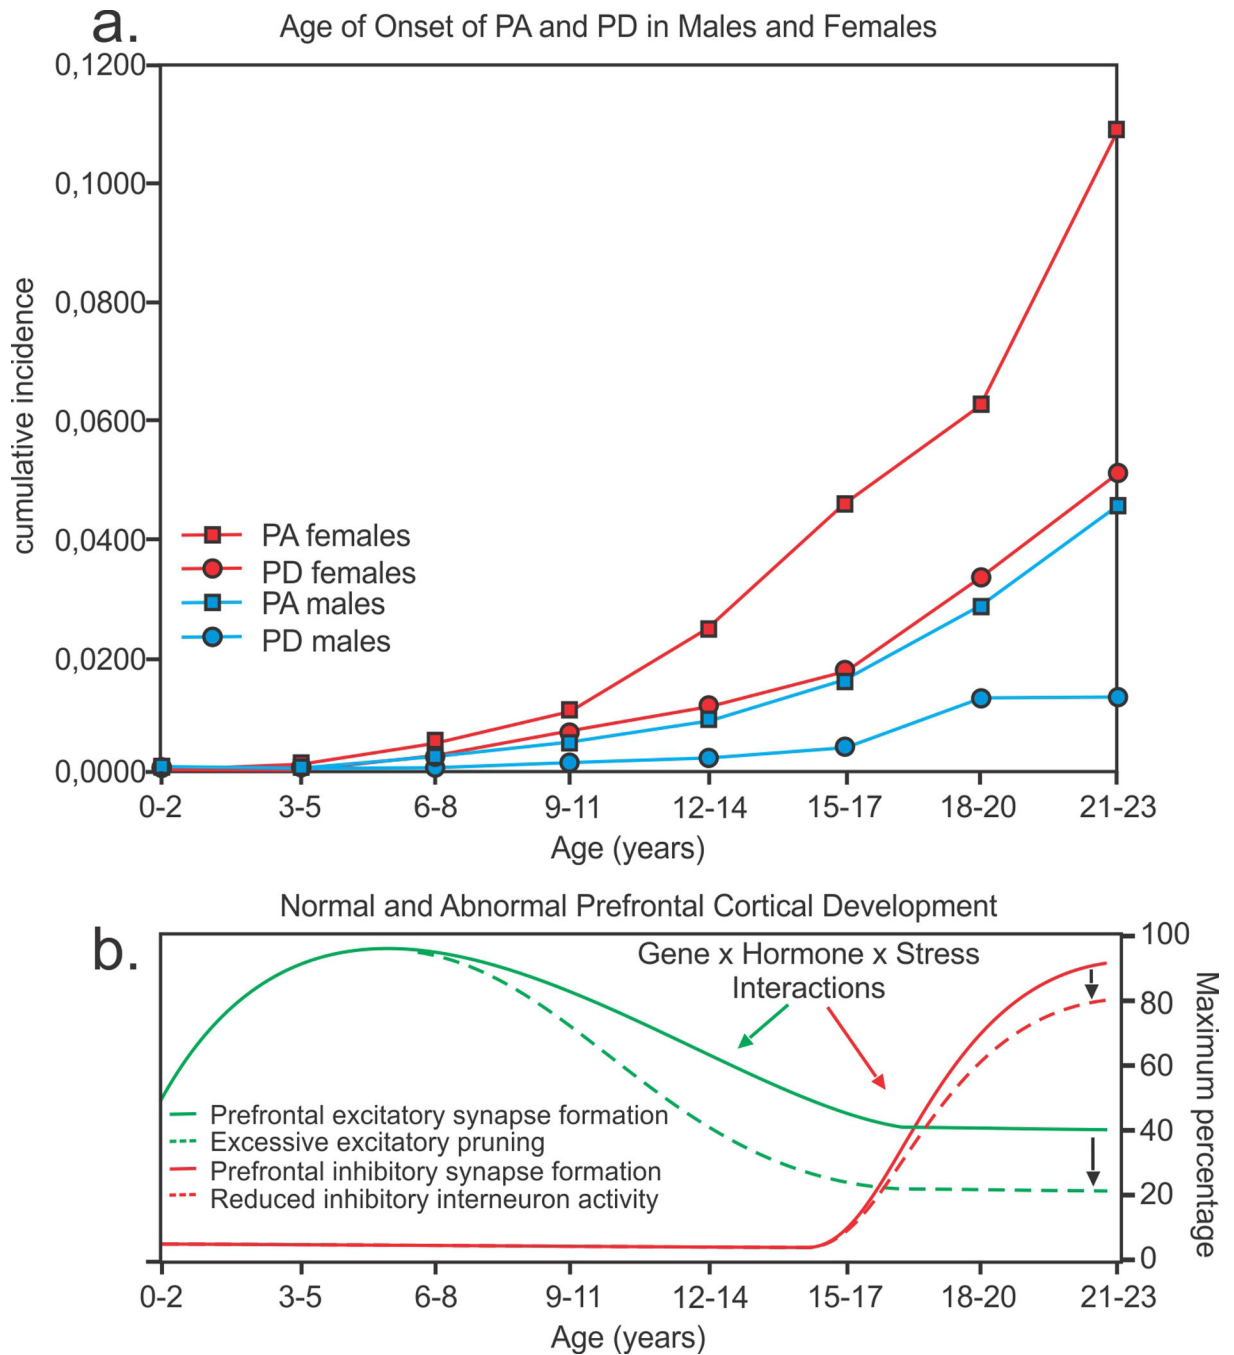 a.
Age of Onset of PA and PD in Males and Females
0,1200
0,1000
0,0800
0,0600
0,0400
0,0200
0,0000
cumulative incidence
PA females
PD females
PA males
PD males
0-2 3-5 6-8 9-11 12-14 15-17 18-20 21-23
Age (years)
Normal and Abnormal Prefrontal Cortical Development
b.
Gene x Hormone x Stress
Interactions
Prefrontal excitatory synapse formation
Excessive excitatory pruning
Prefrontal inhibitory synapse formation
Reduced inhibitory interneuron activity
100
80
60
40
20
0
Maximum percentage
0-2 3-5 6-8 9-11 12-14 15-17 18-20 21-23
Age (years)